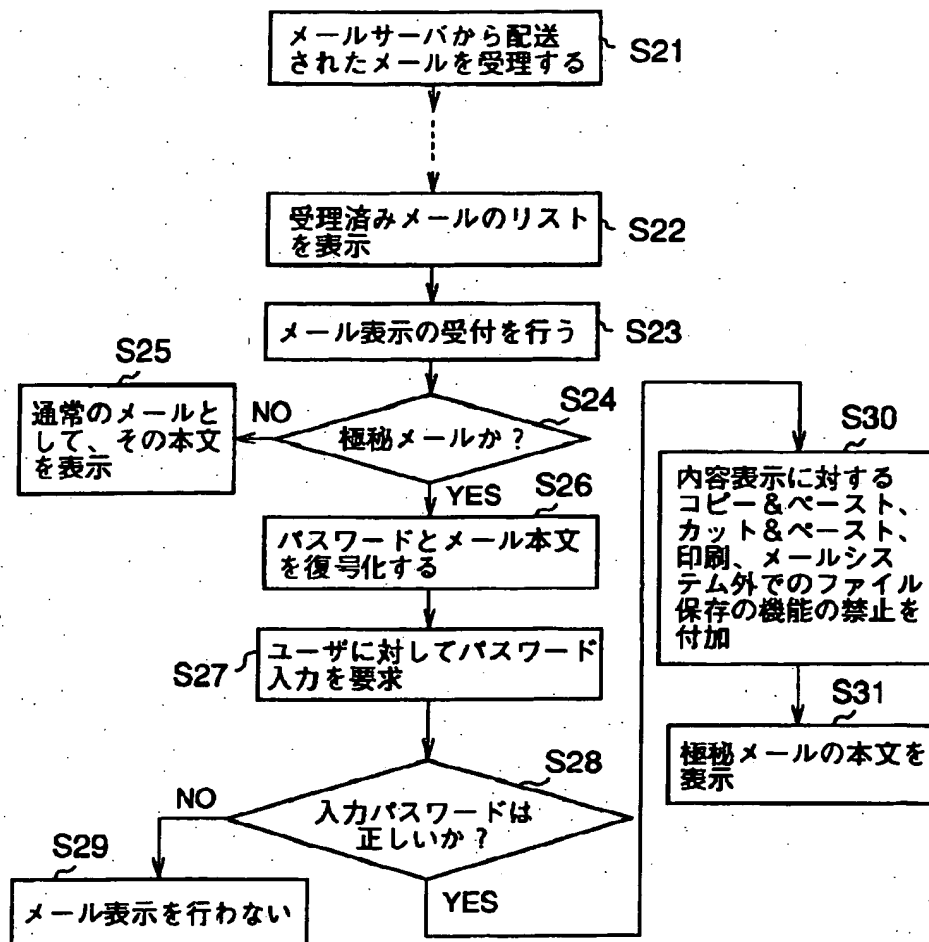 メールサーバから配送
されたメールを受理する
S21
受理済みメールのリスト
を表示
S22
メール表示の受付を行う
S23
S24
極秘メールか？
NO
YES
S25
通常のメールと
して、その本文
を表示
S26
パスワードとメール本文
を復号化する
S27
ユーザに対してパスワード
入力を要求
S28
入力パスワードは
正しいか？
NO
YES
S29
メール表示を行わない
S30
内容表示に対する
コピー＆ペースト、
カット＆ペースト、
印刷、メールシス
テム外でのファイル
保存の機能の禁止を
付加
S31
極秘メールの本文を
表示